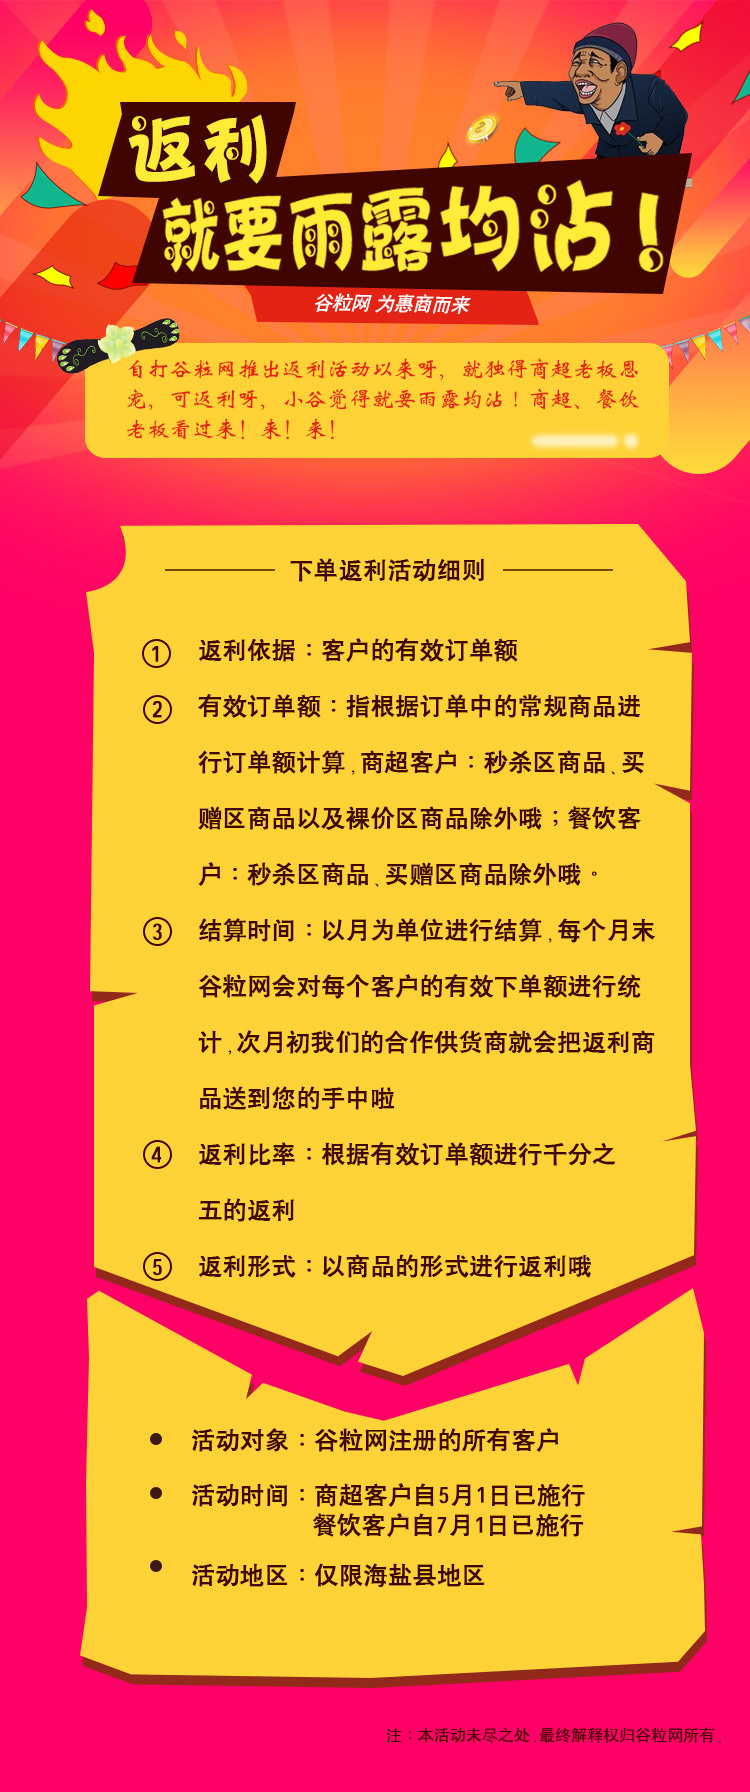 返利
就要雨露均沾！
谷粒网 为惠商而来
自打谷粒网推出返利活动以来呀，就独得商超老板恩
宠，可返利呀，小谷觉得就要雨露均沾！商超、餐饮
老板看过来！来！来！
下单返利活动细则
① 返利依据：客户的有效订单额
② 有效订单额：指根据订单中的常规商品进
行订单额计算，商超客户：秒杀区商品、买
赠区商品以及裸价区商品除外哦；餐饮客
户：秒杀区商品、买赠区商品除外哦。
③ 结算时间：以月为单位进行结算，每个月末
谷粒网会对每个客户的有效下单额进行统
计，次月初我们的合作供货商就会把返利商
品送到您的手中啦
④ 返利比率：根据有效订单额进行千分之
五的返利
⑤ 返利形式：以商品的形式进行返利哦
● 活动对象：谷粒网注册的所有客户
● 活动时间：商超客户自5月1日已施行
餐饮客户自7月1日已施行
● 活动地区：仅限海盐县地区
注：本活动未尽之处，最终解释权归谷粒网所有，